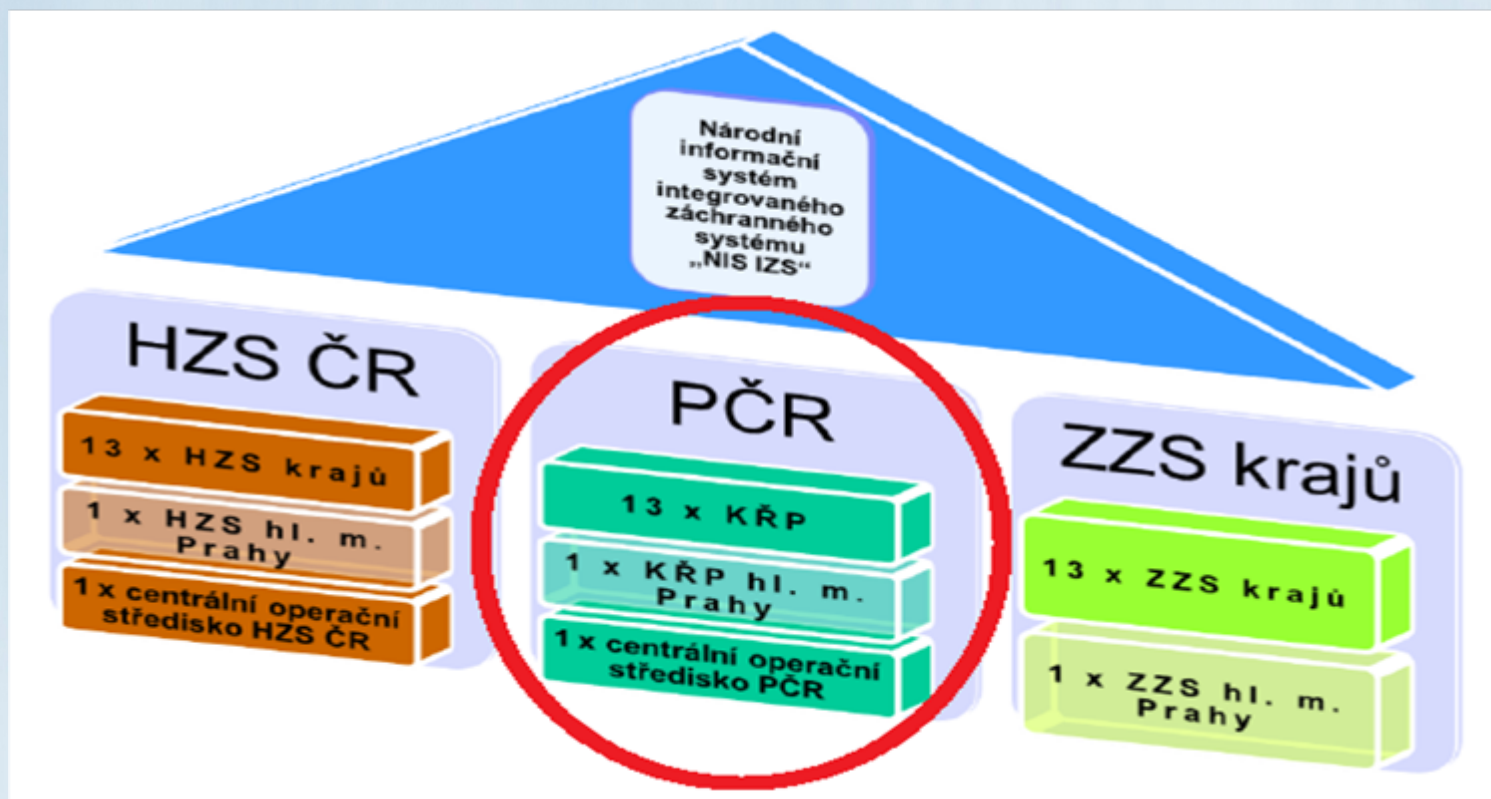 Národní
informační
systém
integrovaného
záchranného
systému
„NIS IZS“
HZS ČR
13 x HZS krajů
1 x HZS hl. m.
Prahy
1 x centrální operační
středisko HZS ČR
PČR
13 x KŘP
1 x KŘP hl. m.
Prahy
1 x centrální operační
středisko PČR
ZZS krajů
13 x ZZS krajů
1 x ZZS hl. m.
Prahy